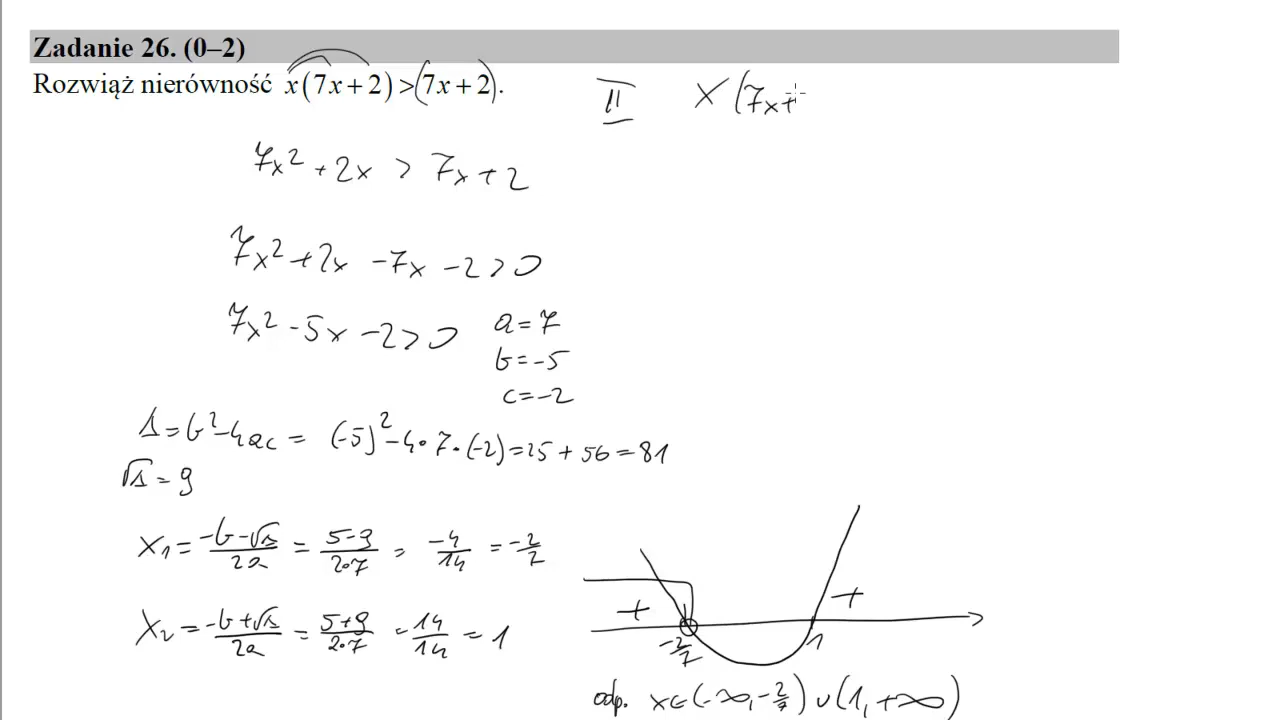 Zadanie 26. (0–2)
Rozwiąż nierówność x(7x+2)>(7x+2).
II x(7x+
7x² + 2x > 7x + 2
7x² + 2x - 7x - 2 > 0
7x² - 5x - 2 > 0
a = 7
b = -5
c = -2
Δ = b² - 4ac = (-5)² - 4·7·(-2) = 25 + 56 = 81
√Δ = 9
x₁ = (-b-√Δ)/2a = (5-9)/2·7 = -4/14 = -2/7
x₂ = (-b+√Δ)/2a = (5+9)/2·7 = 14/14 = 1
+ +
-2/7 1
odp. x∈(-∞, -2/7) ∪ (1, +∞)